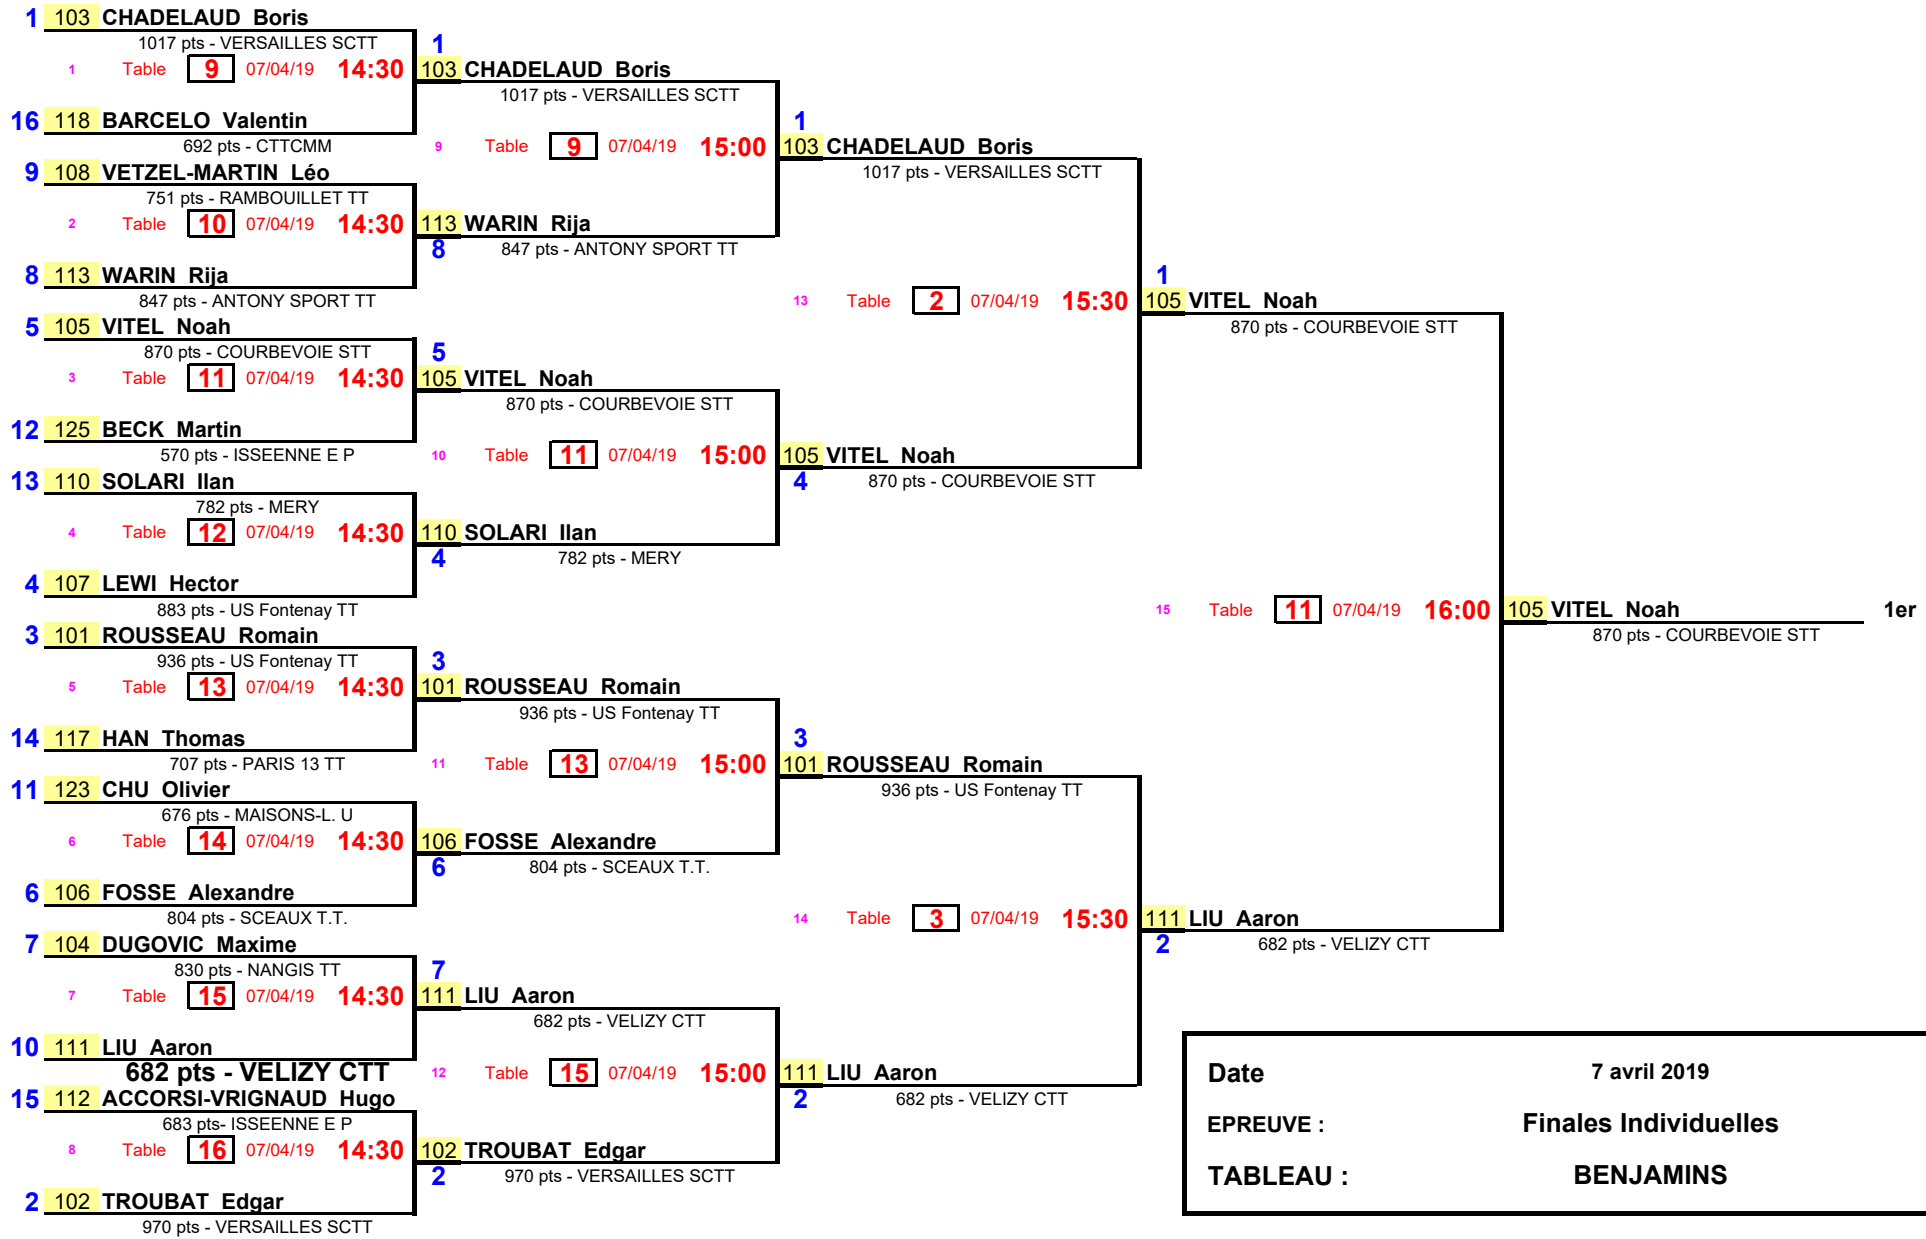 1 103 CHADELAUD Boris
1017 pts - VERSAILLES SCTT
1 Table 9 07/04/19 14:30
16 118 BARCELO Valentin
692 pts - CTTCMM
9 108 VETZEL-MARTIN Léo
751 pts - RAMBOUILLET TT
2 Table 10 07/04/19 14:30
8 113 WARIN Rija
847 pts - ANTONY SPORT TT
5 105 VITEL Noah
870 pts - COURBEVOIE STT
3 Table 11 07/04/19 14:30
12 125 BECK Martin
570 pts - ISSEENNE E P
13 110 SOLARI Ilan
782 pts - MERY
4 Table 12 07/04/19 14:30
4 107 LEWI Hector
883 pts - US Fontenay TT
3 101 ROUSSEAU Romain
936 pts - US Fontenay TT
5 Table 13 07/04/19 14:30
14 117 HAN Thomas
707 pts - PARIS 13 TT
11 123 CHU Olivier
676 pts - MAISONS-L. U
6 Table 14 07/04/19 14:30
6 106 FOSSE Alexandre
804 pts - SCEAUX T.T.
7 104 DUGOVIC Maxime
830 pts - NANGIS TT
7 Table 15 07/04/19 14:30
10 111 LIU Aaron
682 pts - VELIZY CTT
15 112 ACCORSI-VRIGNAUD Hugo
683 pts- ISSEENNE E P
8 Table 16 07/04/19 14:30
2 102 TROUBAT Edgar
970 pts - VERSAILLES SCTT
1
103 CHADELAUD Boris
1017 pts - VERSAILLES SCTT
9 Table 9 07/04/19 15:00
113 WARIN Rija
8 847 pts - ANTONY SPORT TT
5
105 VITEL Noah
870 pts - COURBEVOIE STT
10 Table 11 07/04/19 15:00
110 SOLARI Ilan
4 782 pts - MERY
3
101 ROUSSEAU Romain
936 pts - US Fontenay TT
11 Table 13 07/04/19 15:00
106 FOSSE Alexandre
6 804 pts - SCEAUX T.T.
7
111 LIU Aaron
682 pts - VELIZY CTT
12 Table 15 07/04/19 15:00
102 TROUBAT Edgar
2 970 pts - VERSAILLES SCTT
1
103 CHADELAUD Boris
1017 pts - VERSAILLES SCTT
13 Table 2 07/04/19 15:30
105 VITEL Noah
4 870 pts - COURBEVOIE STT
3
101 ROUSSEAU Romain
936 pts - US Fontenay TT
14 Table 3 07/04/19 15:30
111 LIU Aaron
2 682 pts - VELIZY CTT
1
105 VITEL Noah
870 pts - COURBEVOIE STT
15 Table 11 07/04/19 16:00
111 LIU Aaron
2 682 pts - VELIZY CTT
105 VITEL Noah 1er
870 pts - COURBEVOIE STT
Date 7 avril 2019
EPREUVE : Finales Individuelles
TABLEAU : BENJAMINS